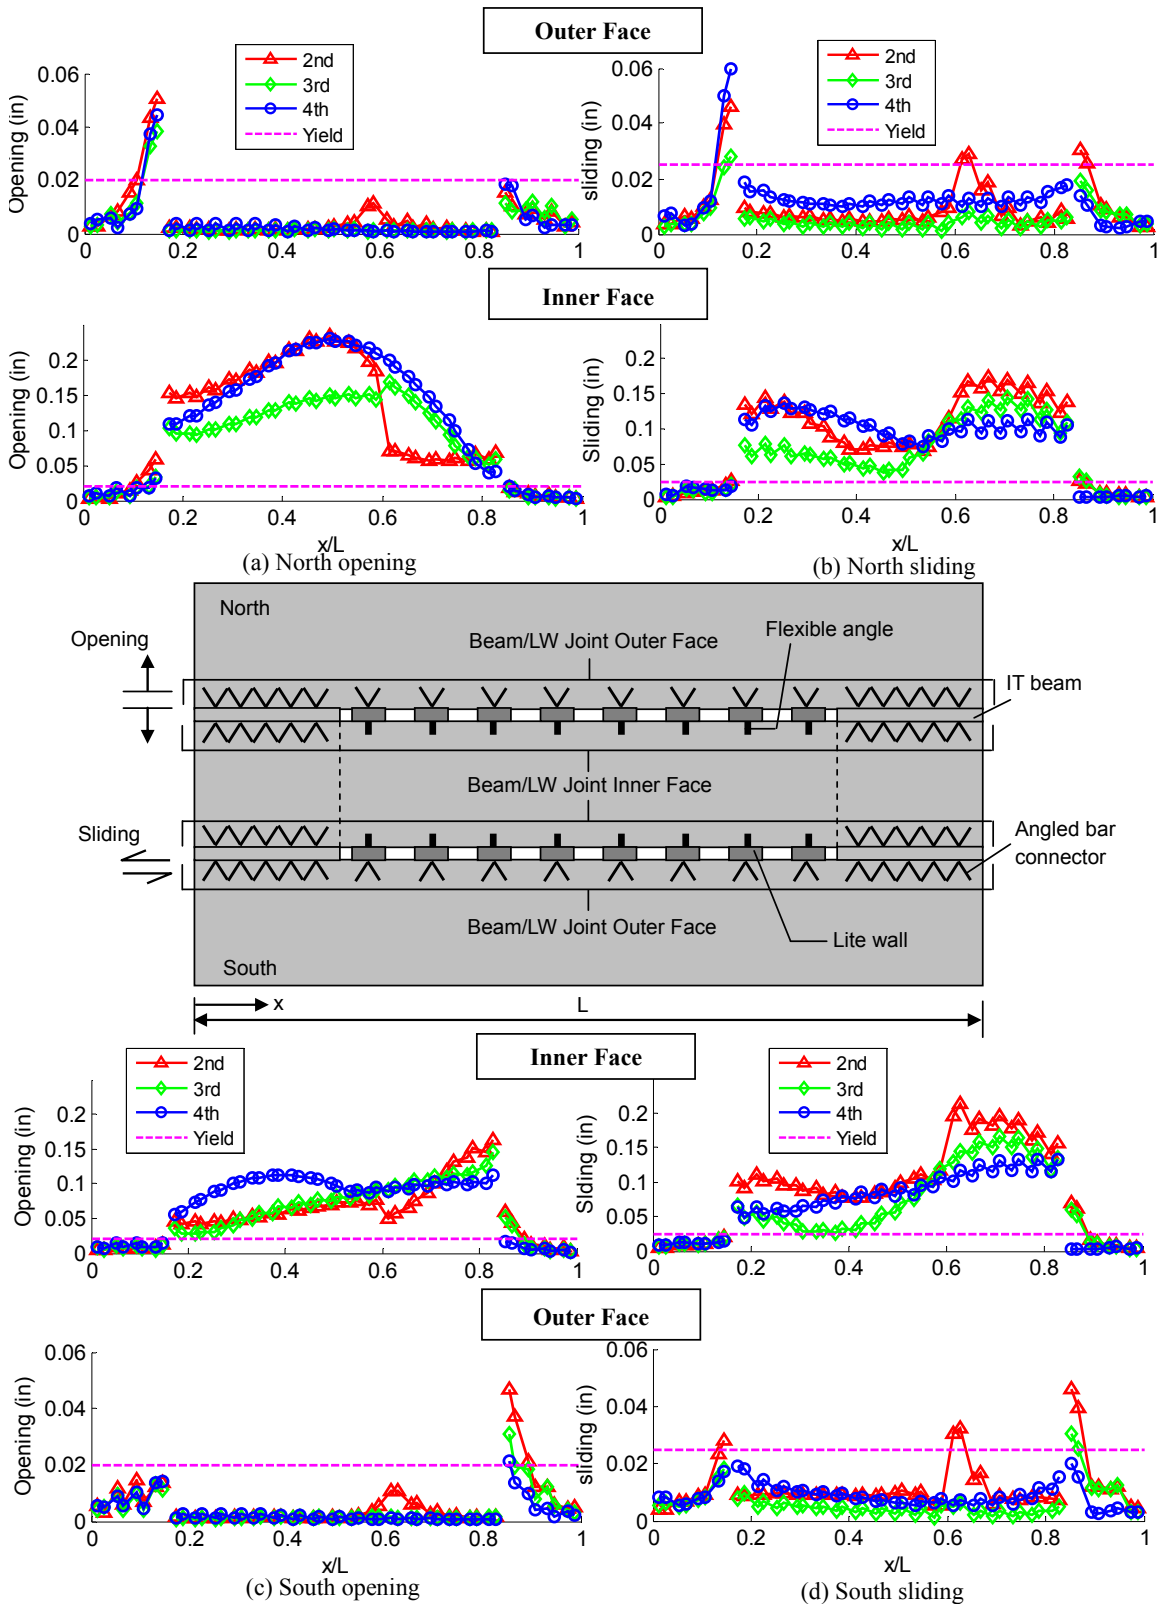 Outer Face
2nd
3rd
4th
Yield
0.06
0.04
0.02
0
Opening (in)
0 0.2 0.4 0.6 0.8 1
2nd
3rd
4th
Yield
0.06
0.04
0.02
0
sliding (in)
0 0.2 0.4 0.6 0.8 1
Inner Face
0.2
0.15
0.1
0.05
0
Opening (in)
0 0.2 0.4 0.6 0.8 1
x/L
(a) North opening
0.2
0.15
0.1
0.05
0
Sliding (in)
0 0.2 0.4 0.6 0.8 1
x/L
(b) North sliding
North
Opening
Beam/LW Joint Outer Face
Flexible angle
IT beam
Beam/LW Joint Inner Face
Sliding
Angled bar
connector
Beam/LW Joint Outer Face
Lite wall
South
x
L
Inner Face
2nd
3rd
4th
Yield
0.2
0.15
0.1
0.05
0
Opening (in)
0 0.2 0.4 0.6 0.8 1
2nd
3rd
4th
Yield
0.2
0.15
0.1
0.05
0
Slding (in)
0 0.2 0.4 0.6 0.8 1
Outer Face
0.06
0.04
0.02
0
Opening (in)
0 0.2 0.4 0.6 0.8 1
x/L
(c) South opening
0.06
0.04
0.02
0
sliding (in)
0 0.2 0.4 0.6 0.8 1
x/L
(d) South sliding